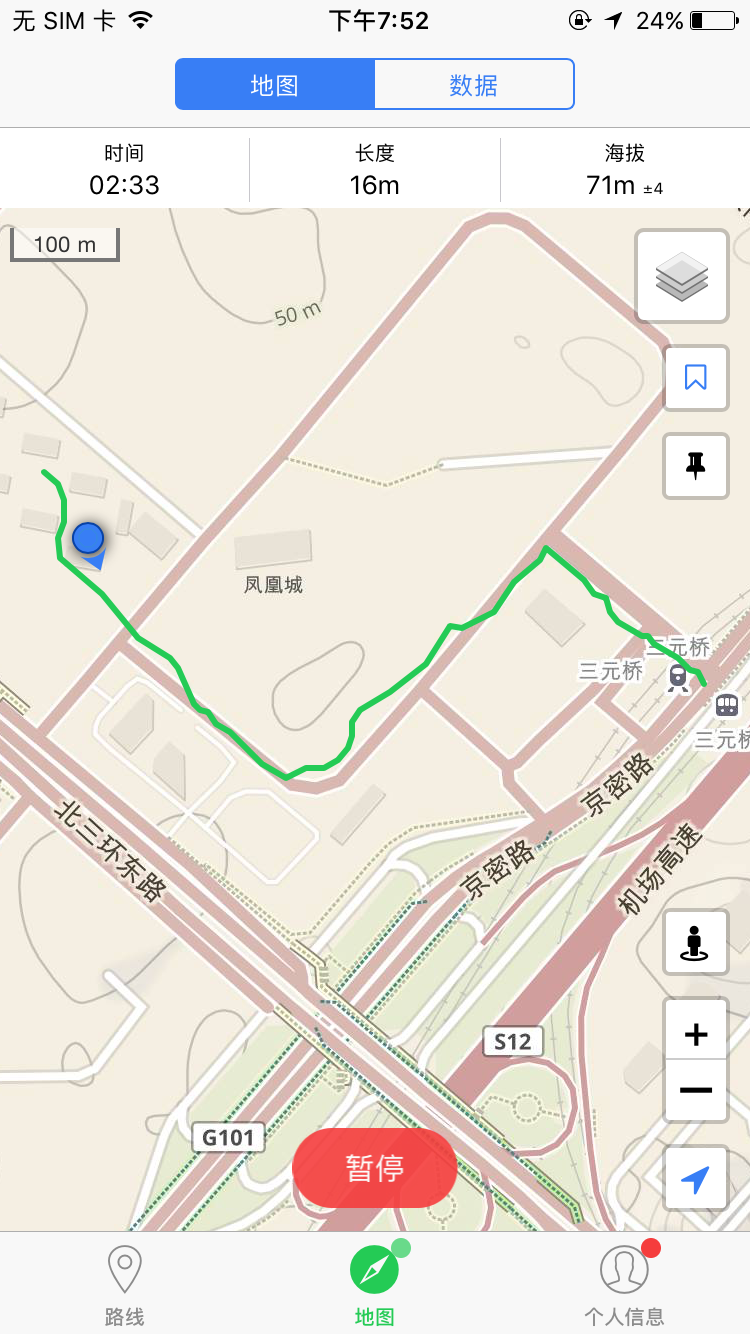 无 SIM 卡 下午7:52 24%
地图 数据
时间 长度 海拔
02:33 16m 71m ±4
100 m
50 m
凤凰城
三元桥
三元桥
三元桥
京密路
北三环东路
京密路
机场高速
S12
G101
暂停
路线 地图 个人信息